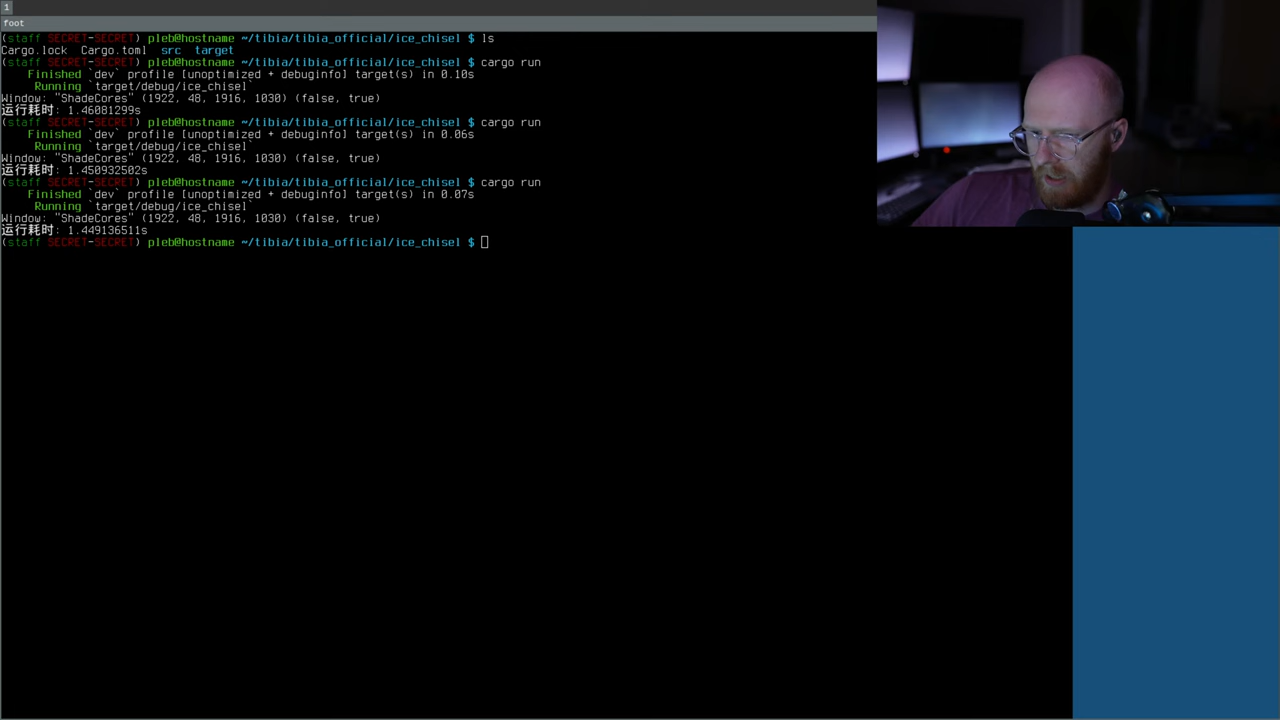 1
foot
(staff SECRET-SECRET) pleb@hostname ~/tibia/tibia_official/ice_chisel $ ls
Cargo.lock  Cargo.toml  src  target
(staff SECRET-SECRET) pleb@hostname ~/tibia/tibia_official/ice_chisel $ cargo run
    Finished `dev` profile [unoptimized + debuginfo] target(s) in 0.10s
     Running `target/debug/ice_chisel`
Window: "ShadeCores" (1922, 48, 1916, 1030) (false, true)
运行耗时: 1.46081299s
(staff SECRET-SECRET) pleb@hostname ~/tibia/tibia_official/ice_chisel $ cargo run
    Finished `dev` profile [unoptimized + debuginfo] target(s) in 0.06s
     Running `target/debug/ice_chisel`
Window: "ShadeCores" (1922, 48, 1916, 1030) (false, true)
运行耗时: 1.450932502s
(staff SECRET-SECRET) pleb@hostname ~/tibia/tibia_official/ice_chisel $ cargo run
    Finished `dev` profile [unoptimized + debuginfo] target(s) in 0.07s
     Running `target/debug/ice_chisel`
Window: "ShadeCores" (1922, 48, 1916, 1030) (false, true)
运行耗时: 1.449136511s
(staff SECRET-SECRET) pleb@hostname ~/tibia/tibia_official/ice_chisel $